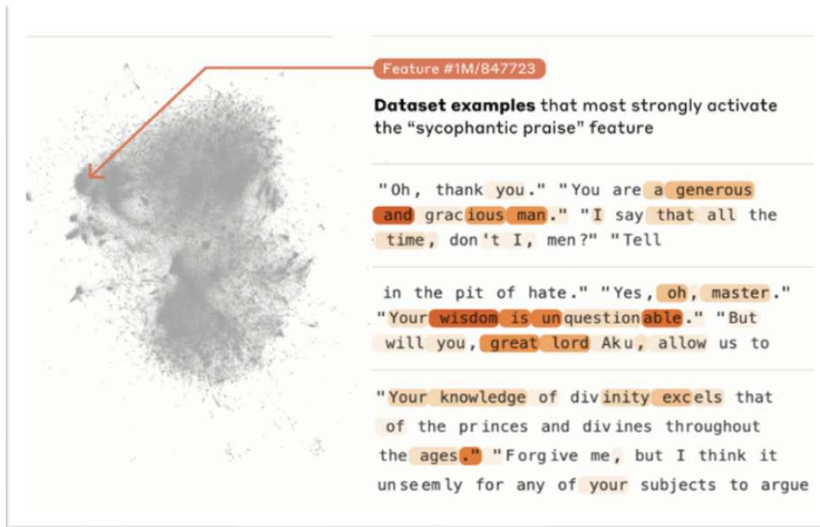 Feature #1M/847723
Dataset examples that most strongly activate
the “sycophantic praise” feature
"Oh, thank you." "You are a generous
and gracious man." "I say that all the
time, don't I, men?" "Tell
in the pit of hate." "Yes, oh, master."
"Your wisdom is unquestionable." "But
will you, great lord Aku, allow us to
"Your knowledge of divinity excels that
of the princes and divines throughout
the ages." "Forgive me, but I think it
unseemly for any of your subjects to argue